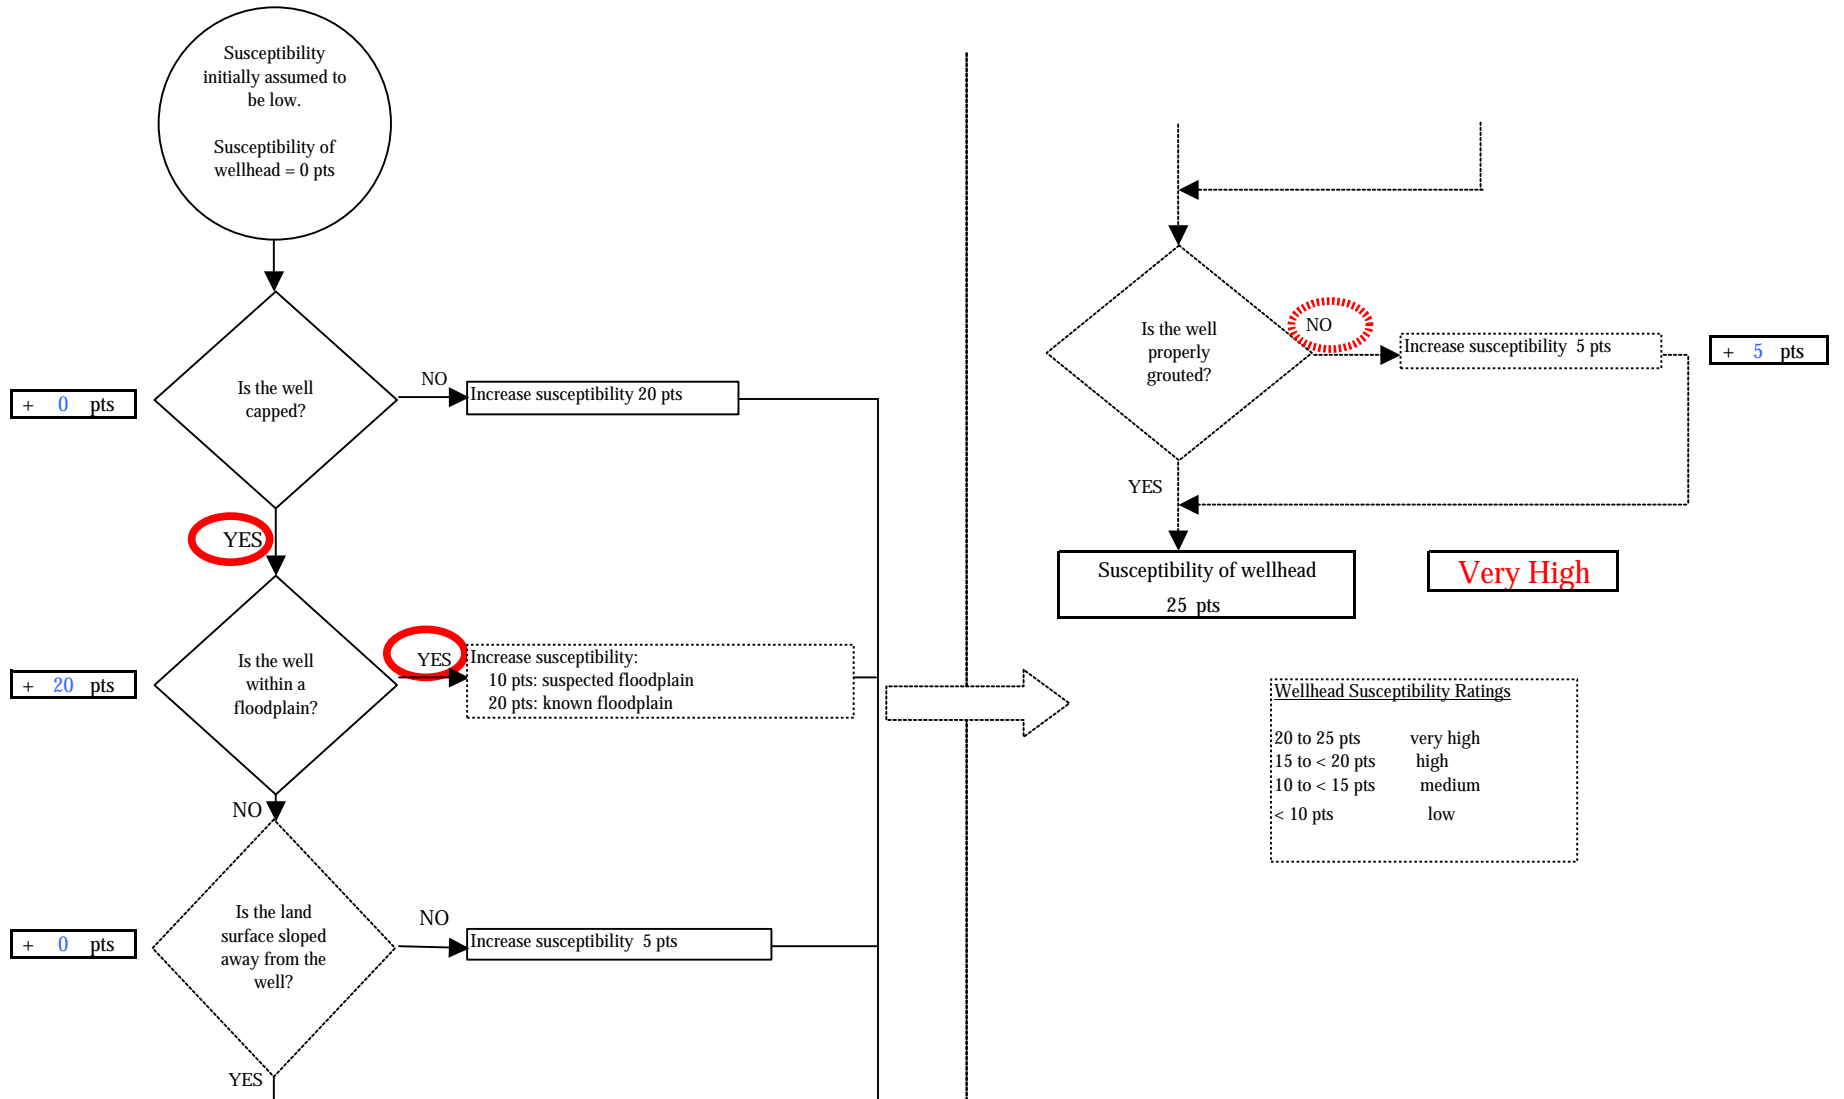 Susceptibility
initially assumed to
be low.
Susceptibility of
wellhead = 0 pts
Is the well
capped?
NO
Increase susceptibility 20 pts
+ 0 pts
YES
Is the well
within a
floodplain?
YES
Increase susceptibility:
10 pts: suspected floodplain
20 pts: known floodplain
+ 20 pts
NO
Is the land
surface sloped
away from the
well?
NO
Increase susceptibility 5 pts
+ 0 pts
YES
Is the well
properly
grouted?
NO
Increase susceptibility 5 pts
+ 5 pts
YES
Susceptibility of wellhead
25 pts
Very High
Wellhead Susceptibility Ratings
20 to 25 pts very high
15 to < 20 pts high
10 to < 15 pts medium
< 10 pts low